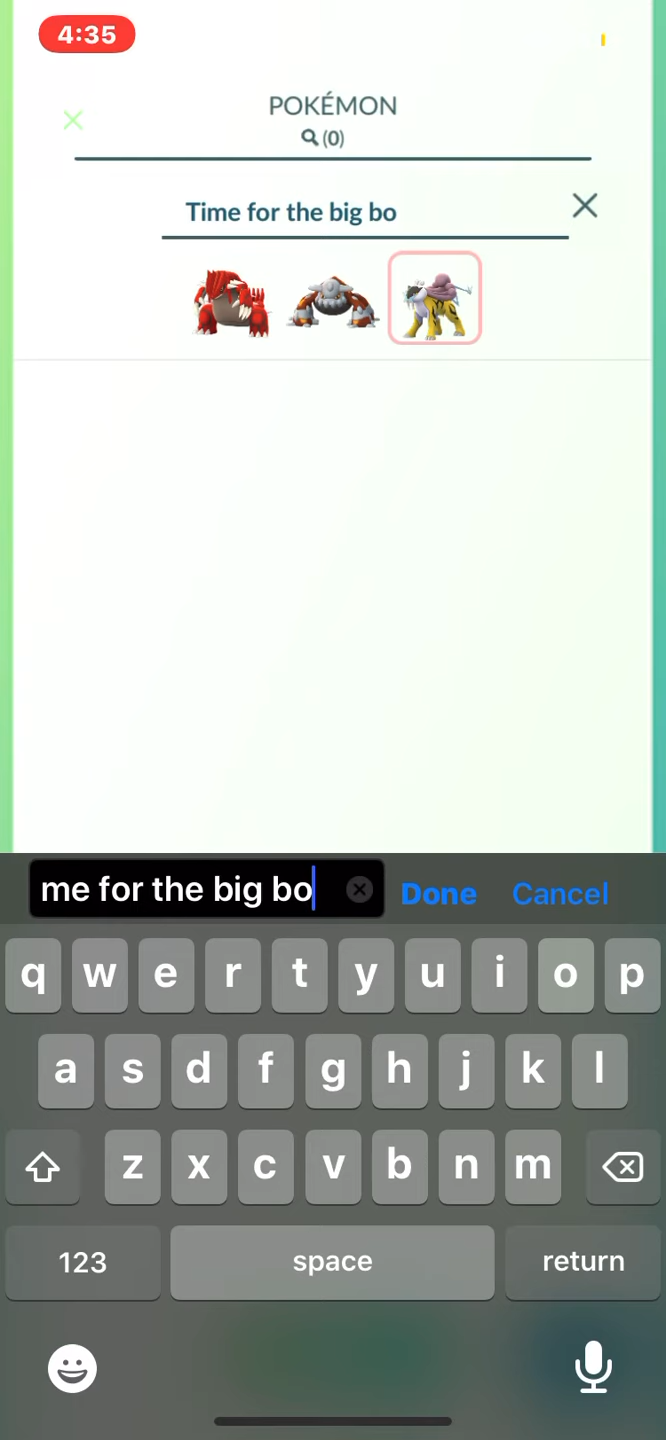 4:35
POKÉMON
(0)
Time for the big bo
me for the big bo
Done Cancel
q w e r t y u i o p
a s d f g h j k l
z x c v b n m
123 space return